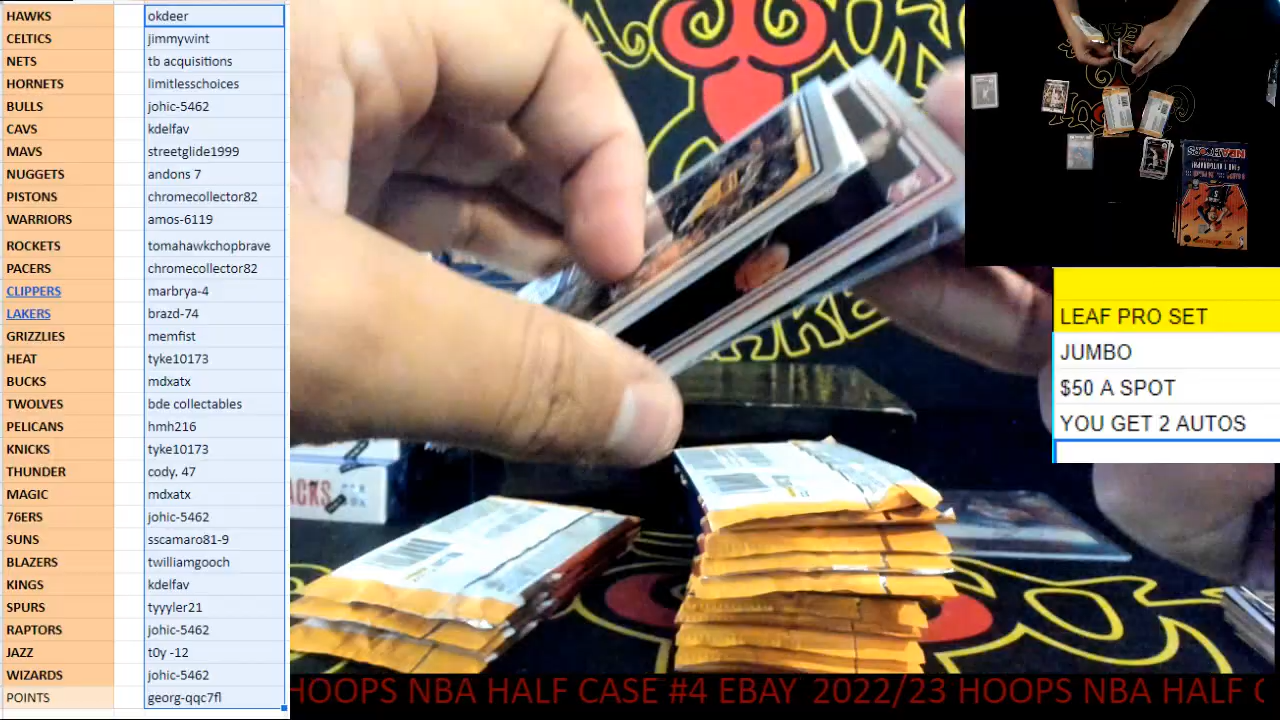 HAWKS okdeer
CELTICS jimmywint
NETS tb acquisitions
HORNETS limitlesschoices
BULLS johic-5462
CAVS kdelfav
MAVS streetglide1999
NUGGETS andons 7
PISTONS chromecollector82
WARRIORS amos-6119
ROCKETS tomahawkchopbrave
PACERS chromecollector82
CLIPPERS marbrya-4
LAKERS brazd-74
GRIZZLIES memfist
HEAT tyke10173
BUCKS mdxatx
TWOLVES bde collectables
PELICANS hmh216
KNICKS tyke10173
THUNDER cody. 47
MAGIC mdxatx
76ERS johic-5462
SUNS sscamaro81-9
BLAZERS twilliamgooch
KINGS kdelfav
SPURS tyyyler21
RAPTORS johic-5462
JAZZ t0y -12
WIZARDS johic-5462
POINTS georg-qqc7fl
LEAF PRO SET
JUMBO
$50 A SPOT
YOU GET 2 AUTOS
HOOPS NBA HALF CASE #4 EBAY 2022/23 HOOPS NBA HALF C